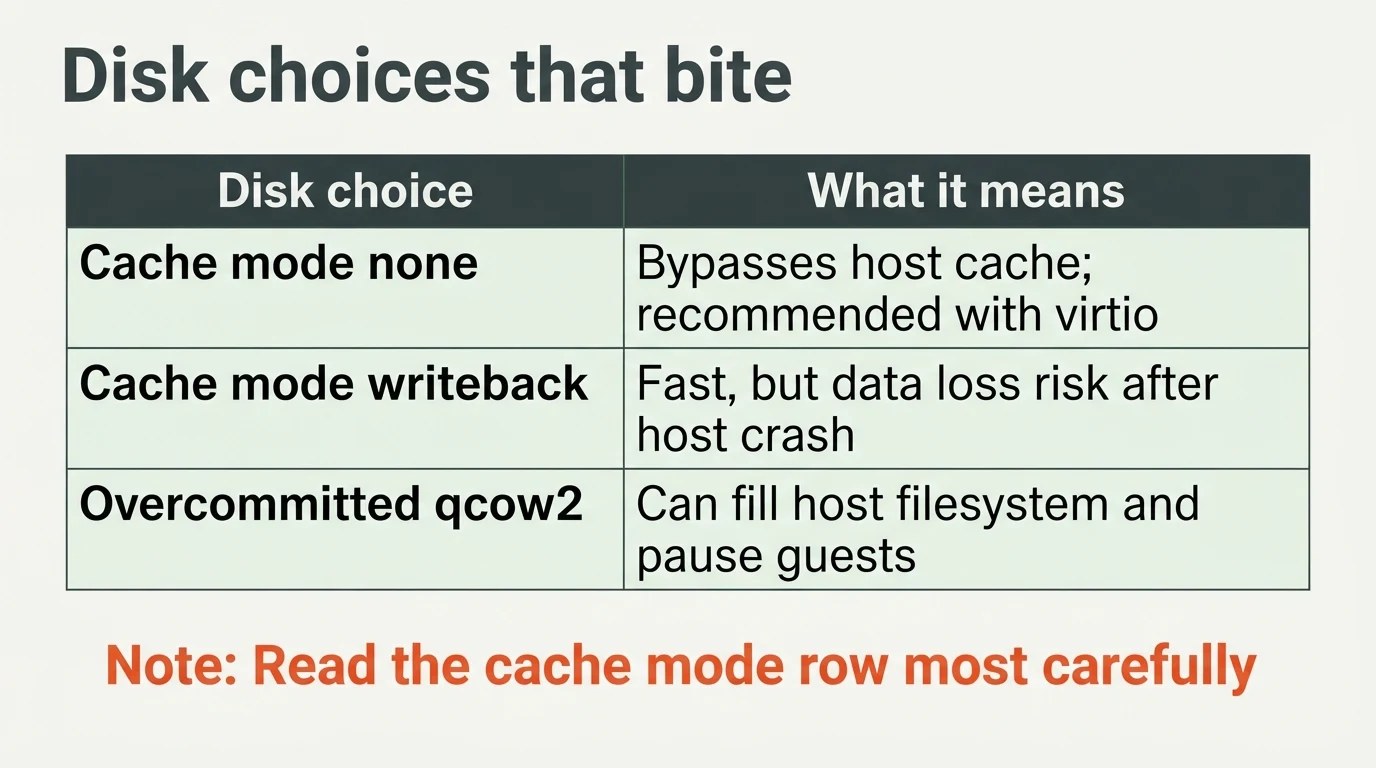 Disk choices that bite
Disk choice
What it means
Cache mode none
Bypasses host cache;
recommended with virtio
Cache mode writeback
Fast, but data loss risk after
host crash
Overcommitted qcow2
Can fill host filesystem and
pause guests
Note: Read the cache mode row most carefully